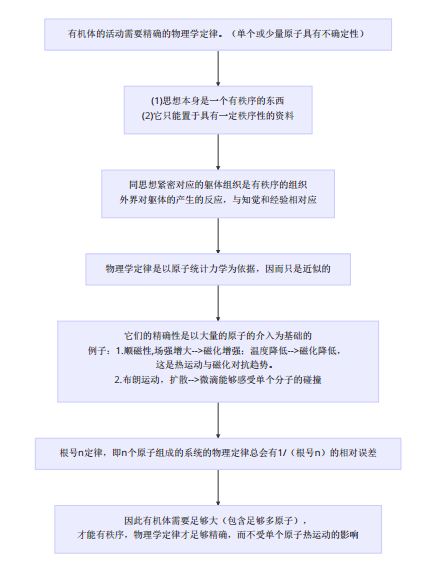 有机体的活动需要精确的物理学定律。（单个或少量原子具有不确定性）
(1)思想本身是一个有秩序的东西
(2)它只能置于具有一定秩序性的资料
同思想紧密对应的躯体组织是有秩序的组织
外界对躯体的产生的反应，与知觉和经验相对应
物理学定律是以原子统计力学为依据，因而只是近似的
它们的精确性是以大量的原子的介入为基础的
例子：1.顺磁性,场强增大-->磁化增强；温度降低-->磁化降低，
这是热运动与磁化对抗趋势。
2.布朗运动，扩散-->微滴能够感受单个分子的碰撞
根号n定律，即n个原子组成的系统的物理定律总会有1/（根号n）的相对误差
因此有机体需要足够大（包含足够多原子），
才能有秩序，物理学定律才足够精确，而不受单个原子热运动的影响